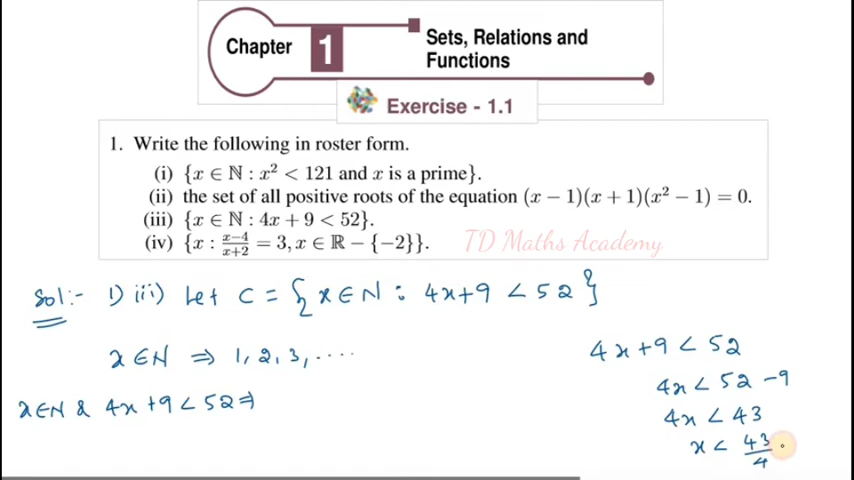 Chapter 1 Sets, Relations and
Functions
Exercise - 1.1
1. Write the following in roster form.
(i) {x ∈ ℕ : x² < 121 and x is a prime}.
(ii) the set of all positive roots of the equation (x − 1)(x + 1)(x² − 1) = 0.
(iii) {x ∈ ℕ : 4x + 9 < 52}.
(iv) {x : (x−4)/(x+2) = 3, x ∈ ℝ − {−2}}.
TD Maths Academy
Sol:- 1) iii) Let C = {x ∈ N : 4x+9 < 52}
x ∈ N ⇒ 1, 2, 3, ....
x ∈ N & 4x+9 < 52 ⇒
4x+9 < 52
4x < 52 -9
4x < 43
x < 43/4